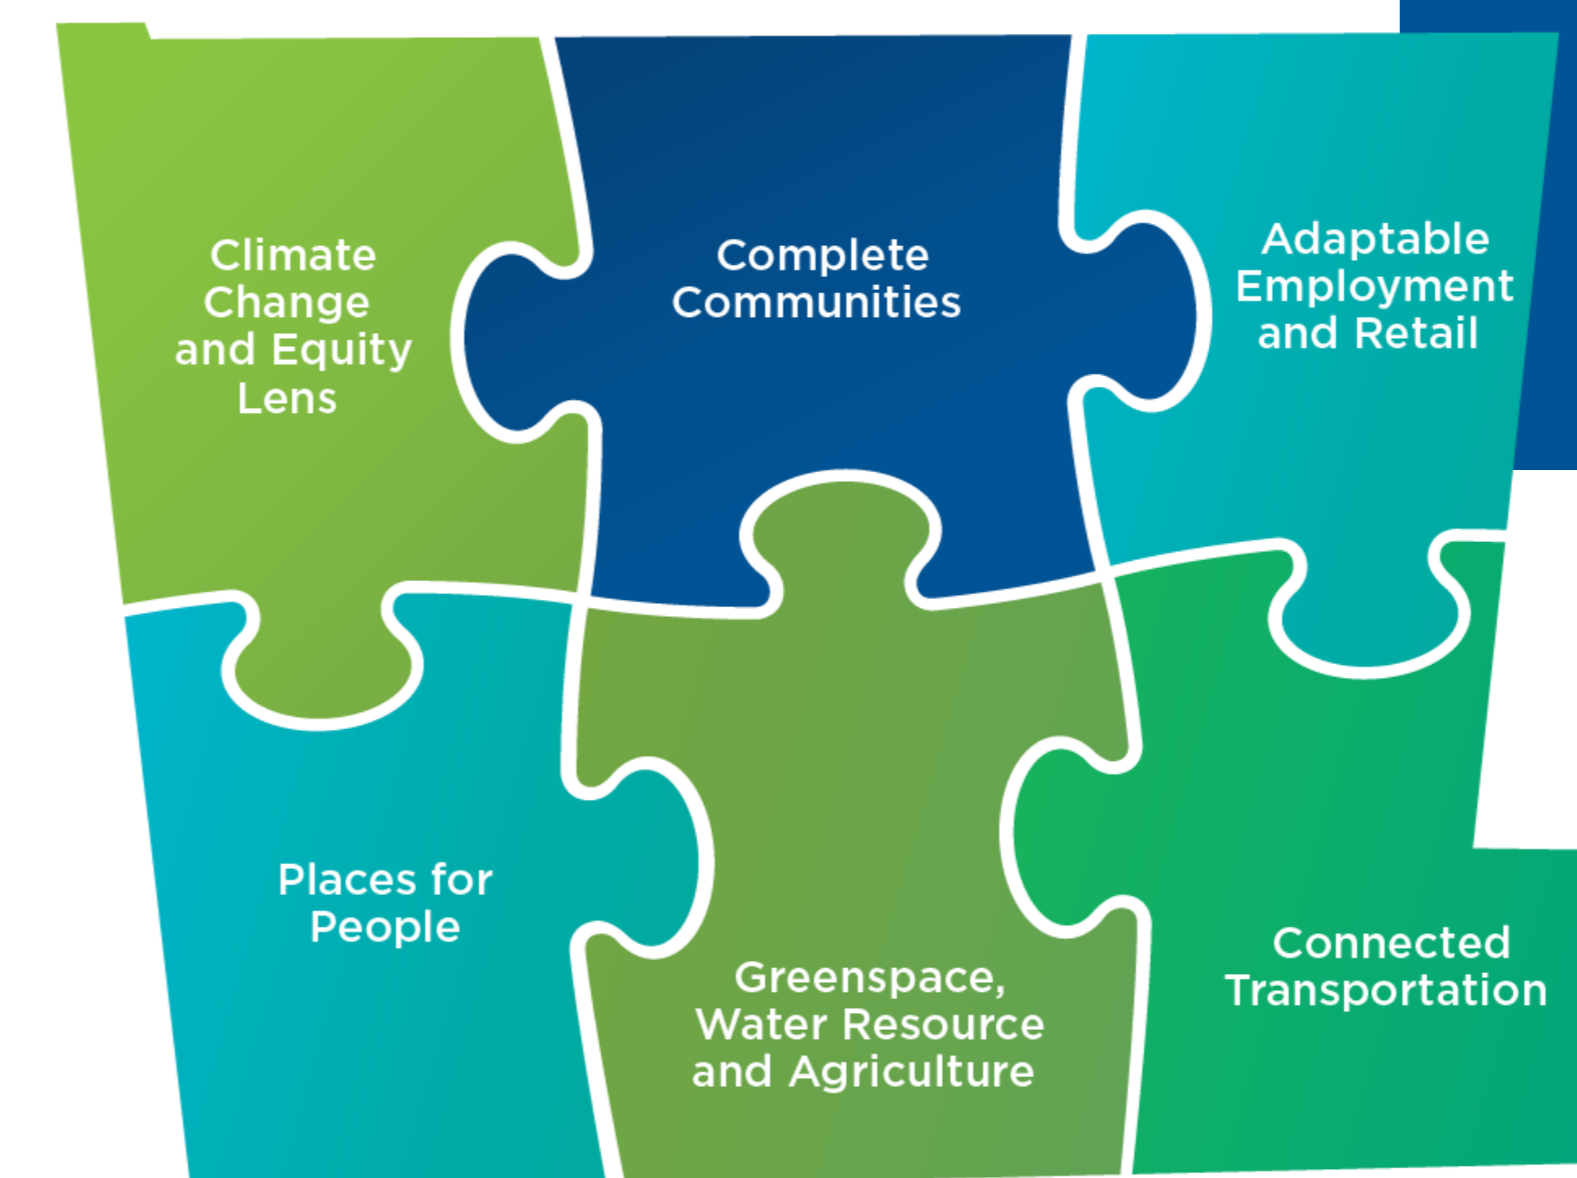 Climate
Change
and Equity
Lens
Complete
Communities
Adaptable
Employment
and Retail
Places for
People
Greenspace,
Water Resource
and Agriculture
Connected
Transportation